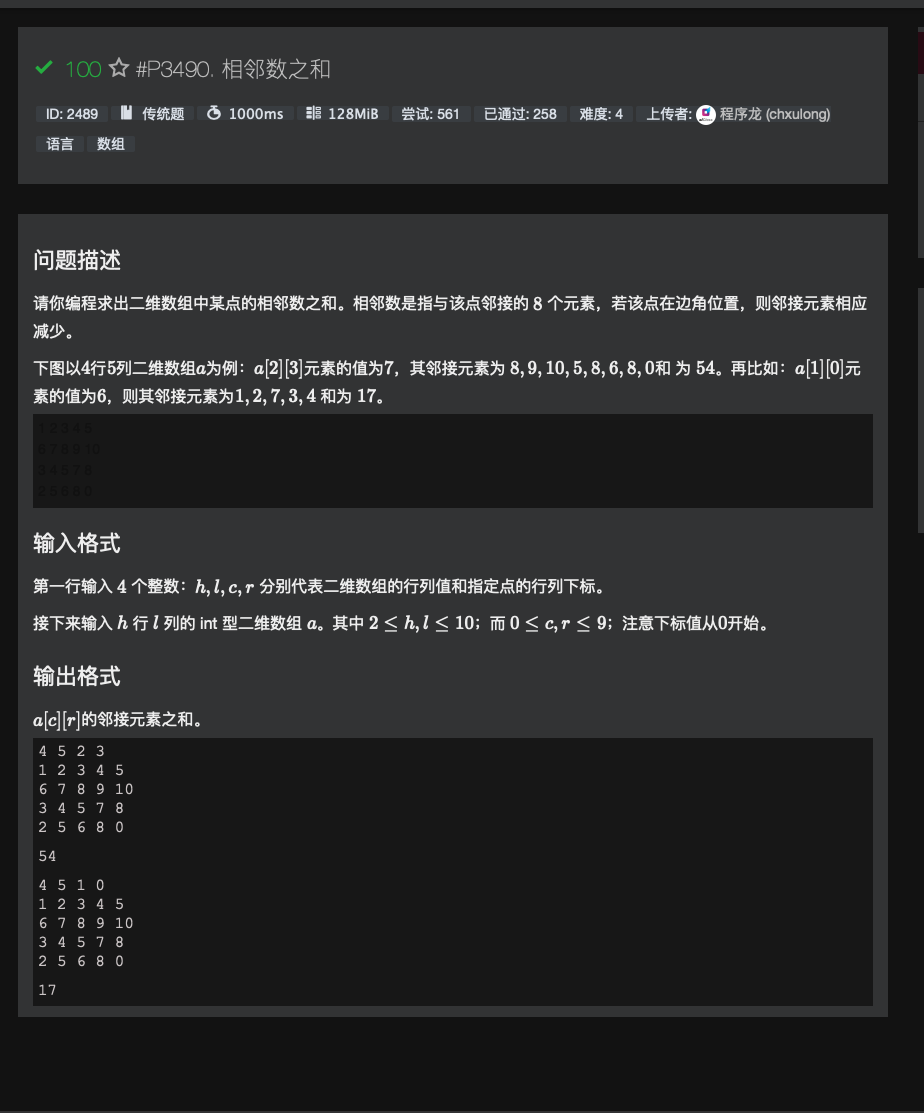 100 #P3490. 相邻数之和
ID: 2489 传统题 1000ms 128MiB 尝试: 561 已通过: 258 难度: 4 上传者: 程序龙 (chxulong)
语言 数组
问题描述
请你编程求出二维数组中某点的相邻数之和。相邻数是指与该点邻接的 8 个元素，若该点在边角位置，则邻接元素相应
减少。
下图以4行5列二维数组a为例：a[2][3]元素的值为7，其邻接元素为 8, 9, 10, 5, 8, 6, 8, 0和 为 54。再比如：a[1][0]元
素的值为6，则其邻接元素为1, 2, 7, 3, 4 和为 17。
1 2 3 4 5
6 7 8 9 10
3 4 5 7 8
输入格式
第一行输入 4 个整数：h, l, c, r 分别代表二维数组的行列值和指定点的行列下标。
接下来输入 h 行 l 列的 int 型二维数组 a。其中 2 ≤ h, l ≤ 10；而 0 ≤ c, r ≤ 9；注意下标值从0开始。
输出格式
a[c][r]的邻接元素之和。
4 5 2 3
1 2 3 4 5
6 7 8 9 10
3 4 5 7 8
2 5 6 8 0
54
4 5 1 0
1 2 3 4 5
6 7 8 9 10
3 4 5 7 8
2 5 6 8 0
17